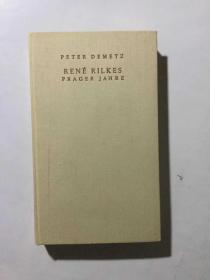 PETER DEMETZ
RENÉ RILKES
PRAGER JAHRE